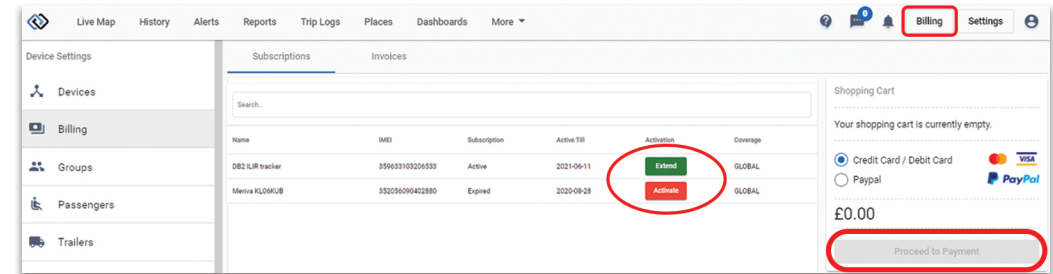 Live Map History Alerts Reports Trip Logs Places Dashboards More 0 Billing Settings
Device Settings
Devices
Billing
Groups
Passengers
Trailers
Subscriptions Invoices
Search..
Name IMEI Subscription Active Till Activation Coverage
DB2 ILIR tracker 359633103206533 Active 2021-06-11 Extend GLOBAL
Meriva KL06KUB 352056090402880 Expired 2020-08-28 Activate GLOBAL
Shopping Cart
Your shopping cart is currently empty.
Credit Card / Debit Card VISA
Paypal PayPal
£0.00
Proceed to Payment